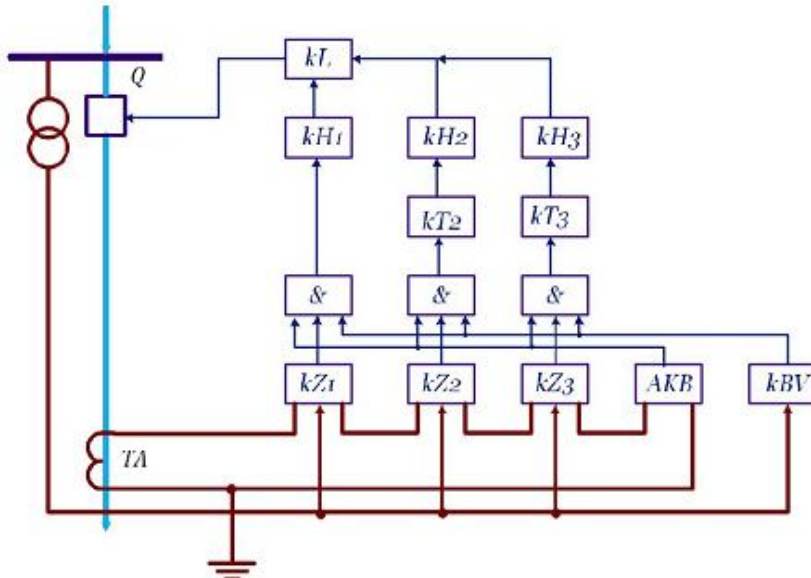 Q
kL
kH1 kH2 kH3
kT2 kT3
& & &
kZ1 kZ2 kZ3 AKB kBV
TA